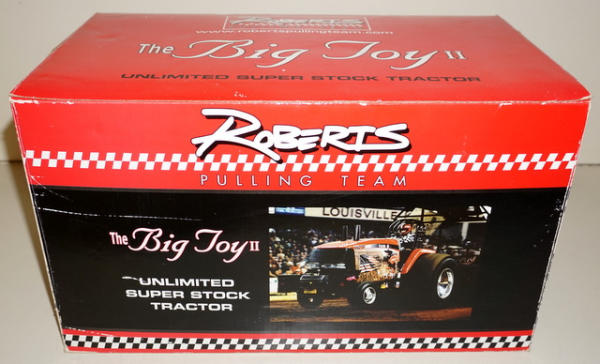 ROBERTS
www.robertspullingteam.com
The Big Toy II
UNLIMITED SUPER STOCK TRACTOR
ROBERTS
PULLING TEAM
LOUISVILLE
The Big Toy II
UNLIMITED
SUPER STOCK
TRACTOR